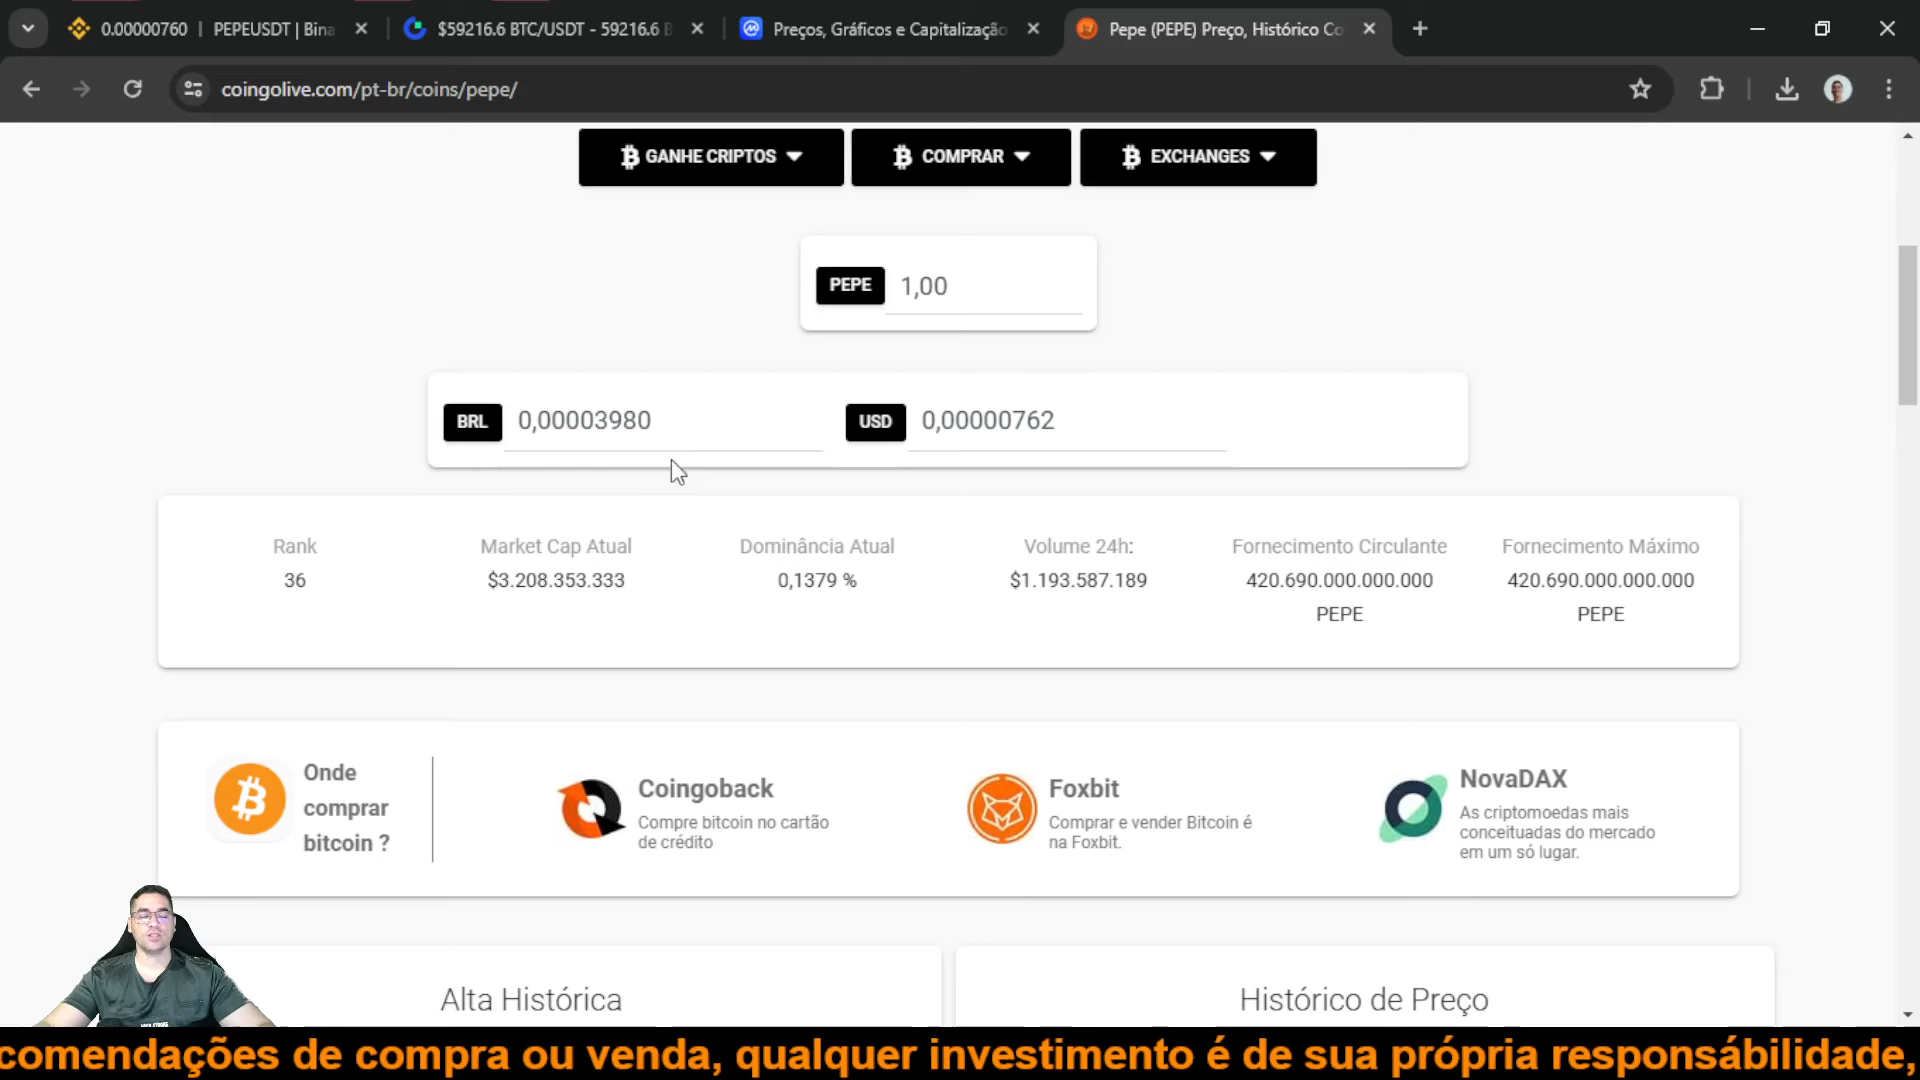 0.00000760 | PEPEUSDT | Bina
$59216.6 BTC/USDT - 59216.6 B
Preços, Gráficos e Capitalização
Pepe (PEPE) Preço, Histórico Co
coingolive.com/pt-br/coins/pepe/
GANHE CRIPTOS
COMPRAR
EXCHANGES
PEPE 1,00
BRL 0,00003980
USD 0,00000762
Rank
36
Market Cap Atual
$3.208.353.333
Dominância Atual
0,1379 %
Volume 24h:
$1.193.587.189
Fornecimento Circulante
420.690.000.000.000
PEPE
Fornecimento Máximo
420.690.000.000.000
PEPE
Onde
comprar
bitcoin ?
Coingoback
Compre bitcoin no cartão
de crédito
Foxbit
Comprar e vender Bitcoin é
na Foxbit.
NovaDAX
As criptomoedas mais
conceituadas do mercado
em um só lugar.
Alta Histórica
Histórico de Preço
comendações de compra ou venda, qualquer investimento é de sua própria responsábilidade,